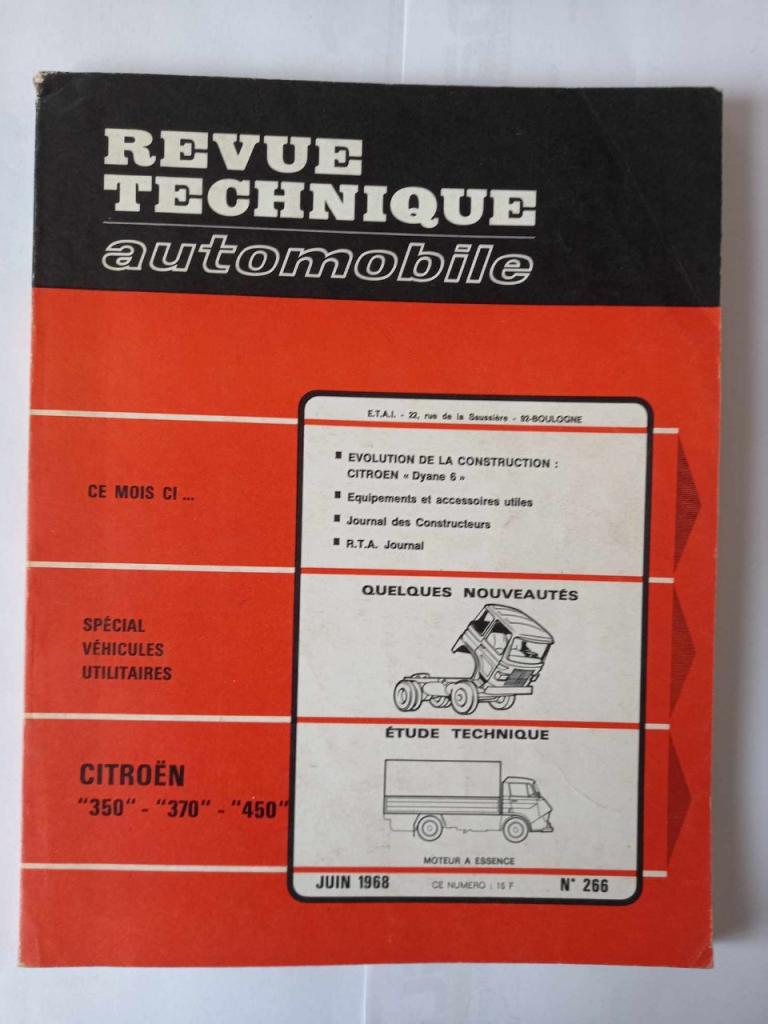 REVUE
TECHNIQUE
automobile
E.T.A.I. - 22, rue de la Saussière - 92-BOULOGNE
CE MOIS CI ...
■ EVOLUTION DE LA CONSTRUCTION :
CITROEN « Dyane 6 »
■ Equipements et accessoires utiles
■ Journal des Constructeurs
■ R.T.A. Journal
SPÉCIAL
VÉHICULES
UTILITAIRES
QUELQUES NOUVEAUTÉS
CITROËN
"350" - "370" - "450"
ÉTUDE TECHNIQUE
MOTEUR A ESSENCE
JUIN 1968 CE NUMERO : 15 F N° 266